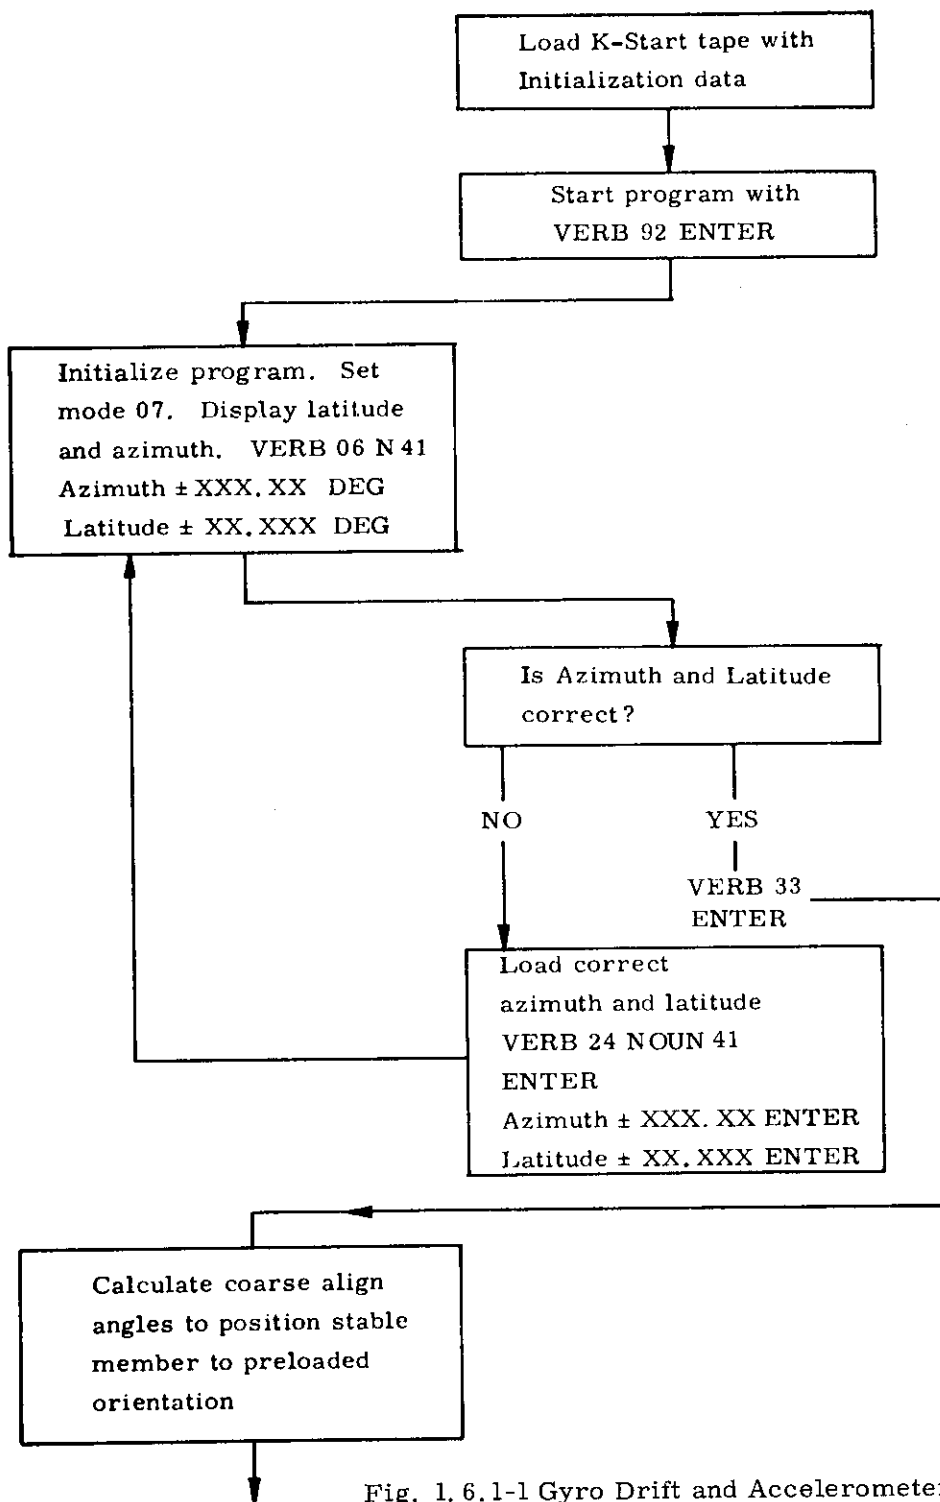 Load K-Start tape with
Initialization data
Start program with
VERB 92 ENTER
Initialize program. Set
mode 07. Display latitude
and azimuth. VERB 06 N 41
Azimuth ± XXX.XX DEG
Latitude ± XX.XXX DEG
Is Azimuth and Latitude
correct?
NO
YES
VERB 33
ENTER
Load correct
azimuth and latitude
VERB 24 NOUN 41
ENTER
Azimuth ± XXX.XX ENTER
Latitude ± XX.XXX ENTER
Calculate coarse align
angles to position stable
member to preloaded
orientation
Fig. 1.6.1-1 Gyro Drift and Accelerometer